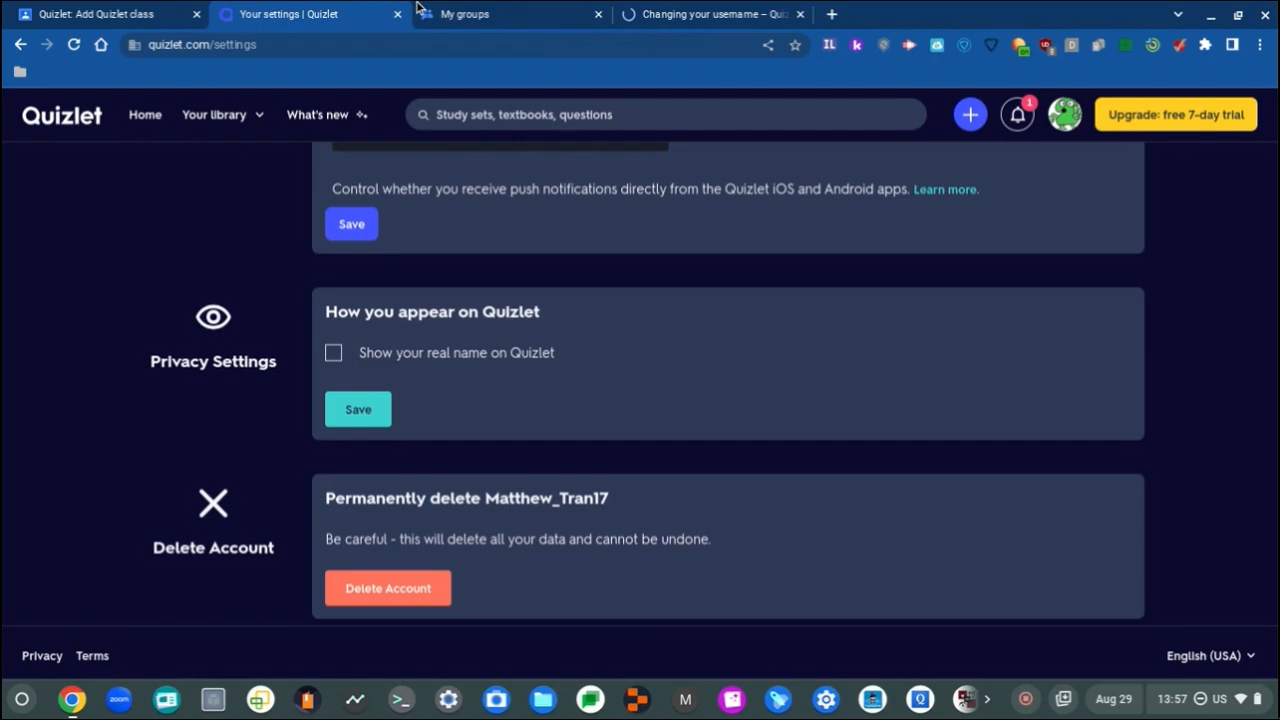 Quizlet: Add Quizlet class
Your settings | Quizlet
My groups
Changing your username – Quiz
quizlet.com/settings
Quizlet
Home
Your library
What's new
Study sets, textbooks, questions
1
Upgrade: free 7-day trial
Control whether you receive push notifications directly from the Quizlet iOS and Android apps. Learn more.
Save
Privacy Settings
How you appear on Quizlet
Show your real name on Quizlet
Save
Delete Account
Permanently delete Matthew_Tran17
Be careful - this will delete all your data and cannot be undone.
Delete Account
Privacy Terms
English (USA)
zoom
M
Q
Aug 29
13:57
US